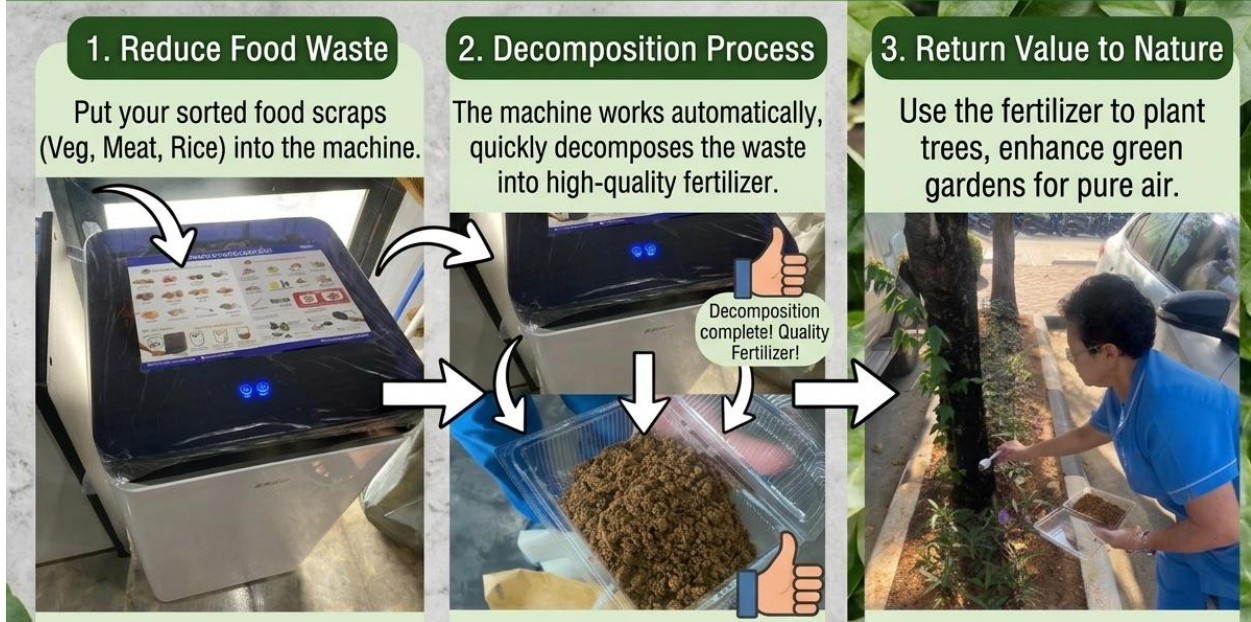 1. Reduce Food Waste
Put your sorted food scraps
(Veg, Meat, Rice) into the machine.
2. Decomposition Process
The machine works automatically,
quickly decomposes the waste
into high-quality fertilizer.
Decomposition
complete! Quality
Fertilizer!
3. Return Value to Nature
Use the fertilizer to plant
trees, enhance green
gardens for pure air.